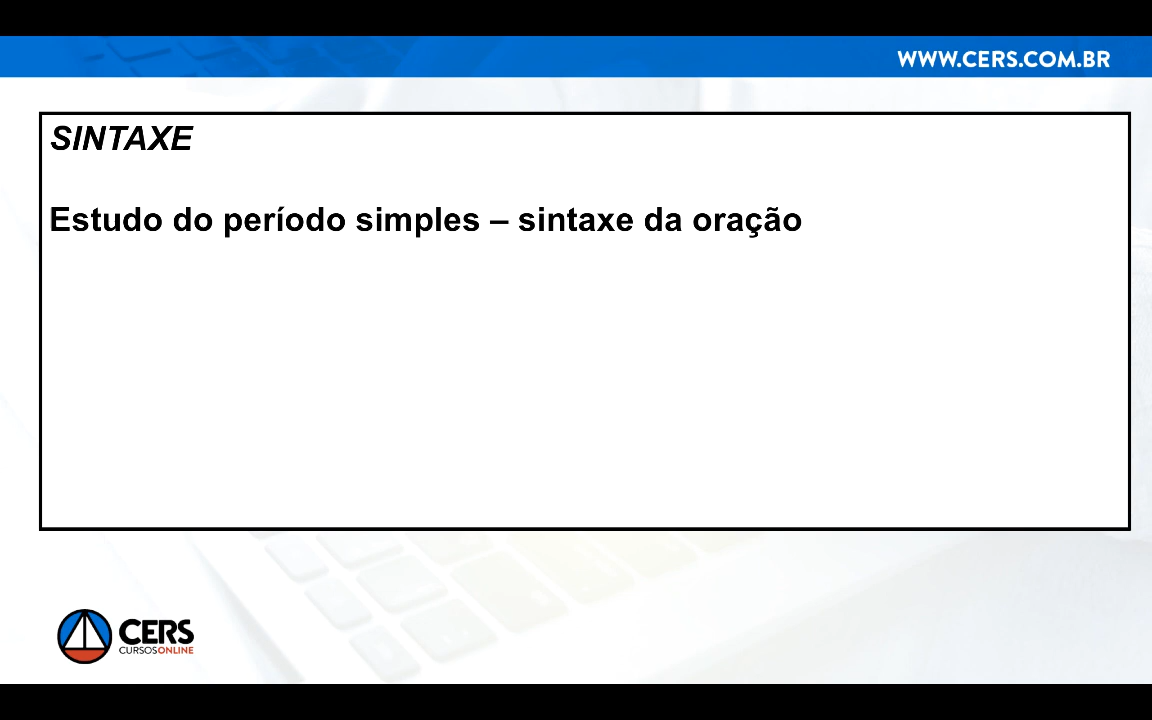 WWW.CERS.COM.BR
SINTAXE
Estudo do período simples – sintaxe da oração
CERS
CURSOSONLINE